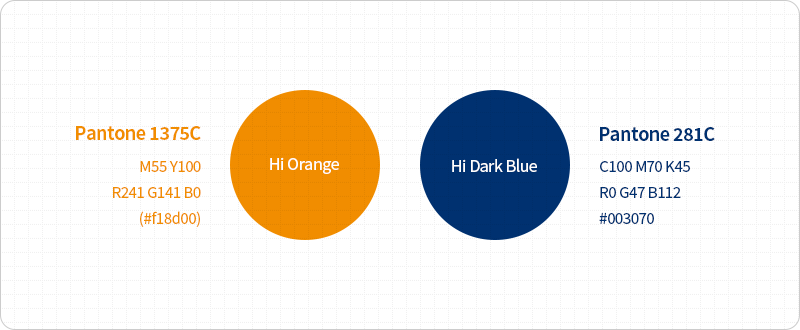 Pantone 1375C
M55 Y100
R241 G141 B0
(#f18d00)
Hi Orange
Hi Dark Blue
Pantone 281C
C100 M70 K45
R0 G47 B112
#003070